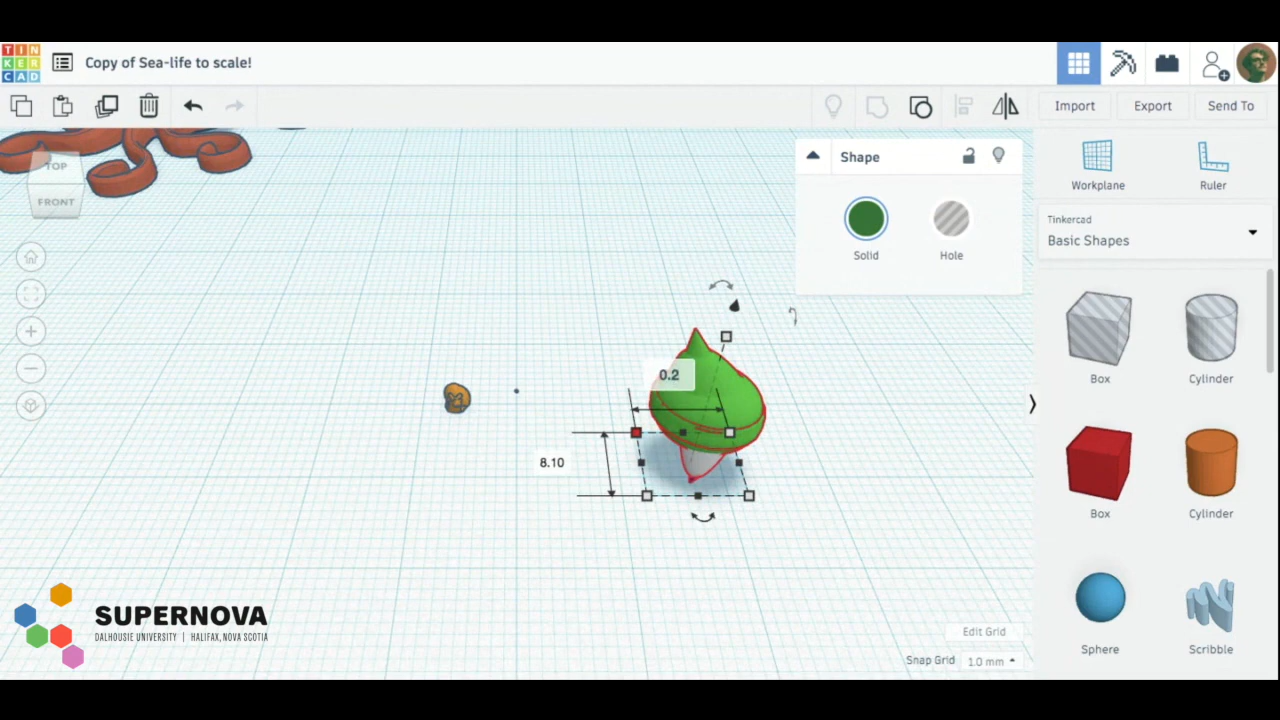 TIN
KER
CAD
Copy of Sea-life to scale!
Import
Export
Send To
TOP
FRONT
Shape
Solid
Hole
Workplane
Ruler
Tinkercad
Basic Shapes
0.2
8.10
Box
Cylinder
Box
Cylinder
Sphere
Scribble
Edit Grid
Snap Grid 1.0 mm
SUPERNOVA
DALHOUSIE UNIVERSITY | HALIFAX, NOVA SCOTIA